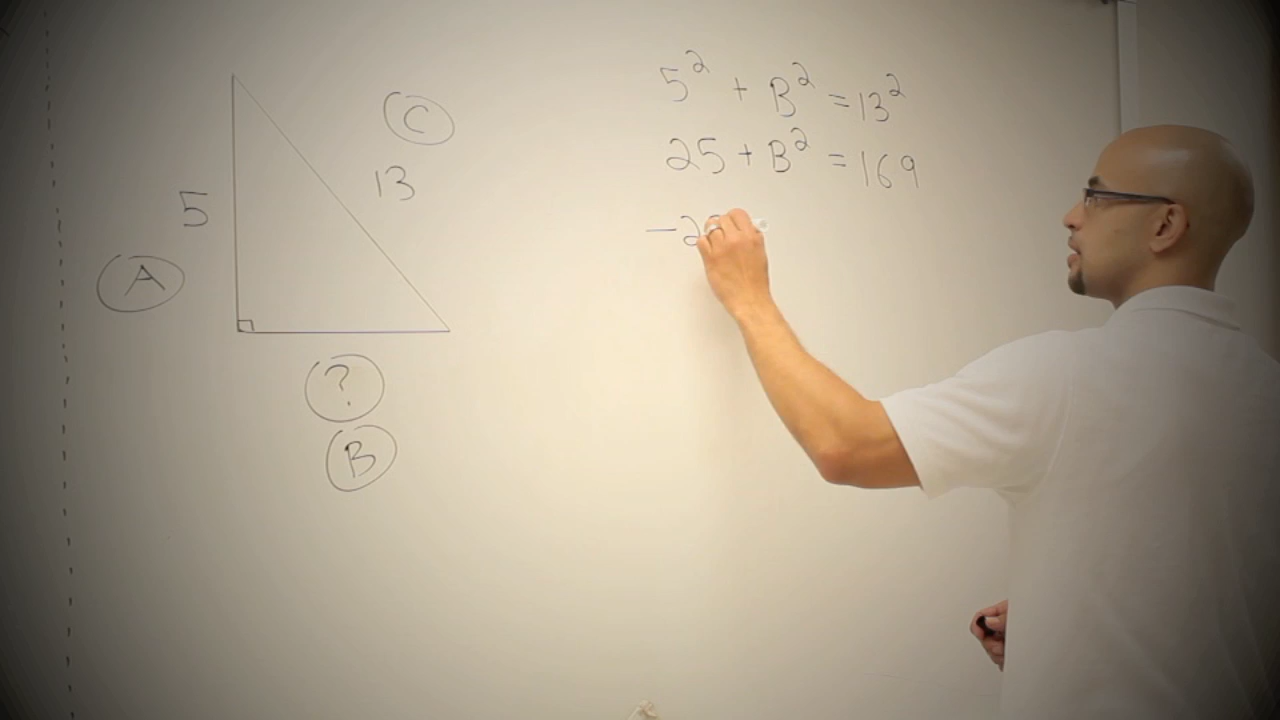 C
13
5
A
?
B
5² + B² = 13²
25 + B² = 169